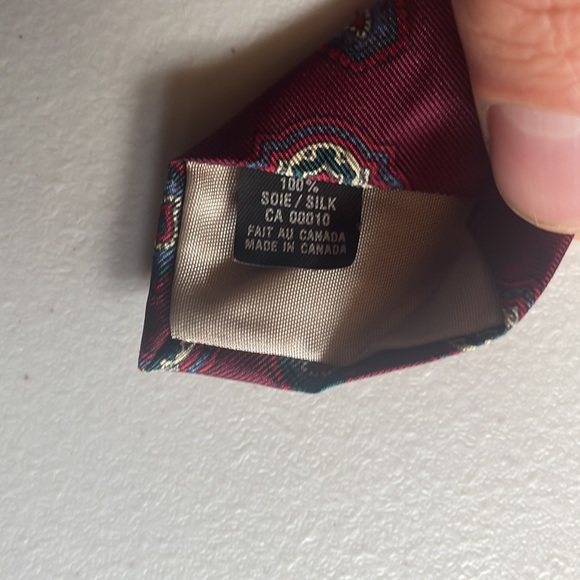 100%
SOIE / SILK
CA 00010
FAIT AU CANADA
MADE IN CANADA